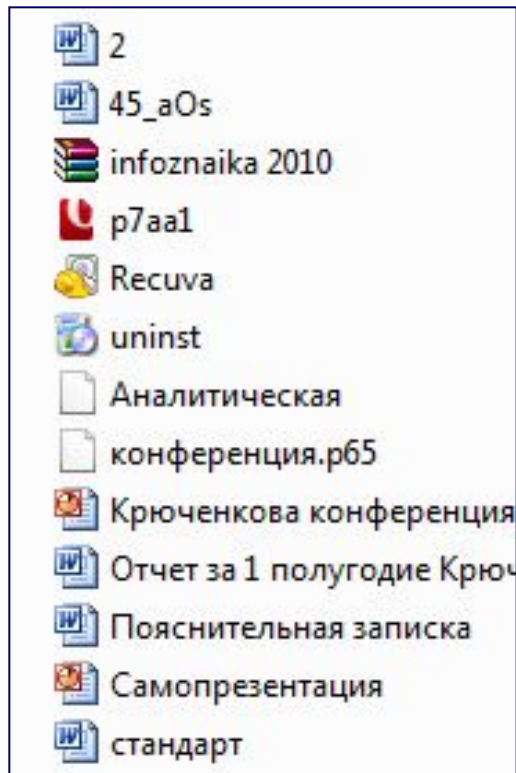 2
45_aOs
infoznaika 2010
p7aa1
Recuva
uninst
Аналитическая
конференция.p65
Крюченкова конференция
Отчет за 1 полугодие Крюч
Пояснительная записка
Самопрезентация
стандарт